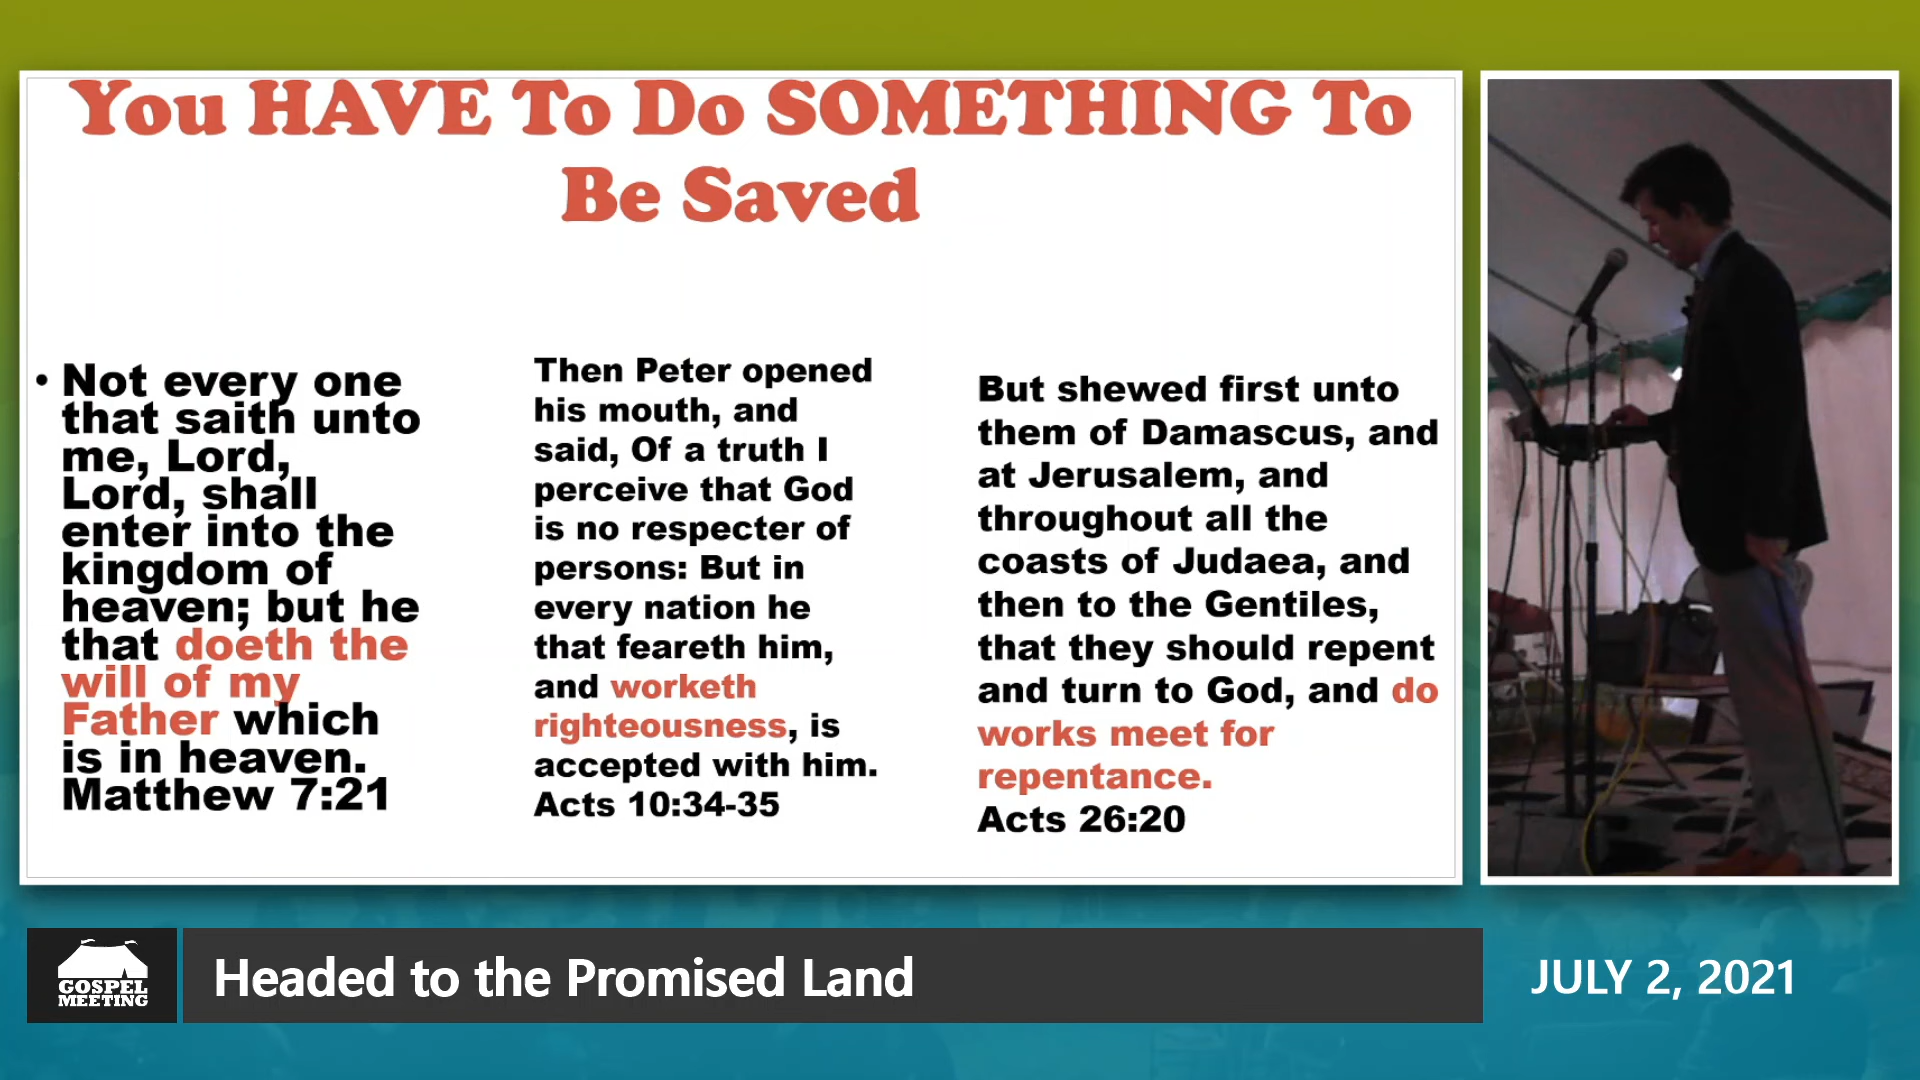 You HAVE To Do SOMETHING To
Be Saved
• Not every one
that saith unto
me, Lord,
Lord, shall
enter into the
kingdom of
heaven; but he
that doeth the
will of my
Father which
is in heaven.
Matthew 7:21
Then Peter opened
his mouth, and
said, Of a truth I
perceive that God
is no respecter of
persons: But in
every nation he
that feareth him,
and worketh
righteousness, is
accepted with him.
Acts 10:34-35
But shewed first unto
them of Damascus, and
at Jerusalem, and
throughout all the
coasts of Judaea, and
then to the Gentiles,
that they should repent
and turn to God, and do
works meet for
repentance.
Acts 26:20
GOSPEL
MEETING
Headed to the Promised Land
JULY 2, 2021